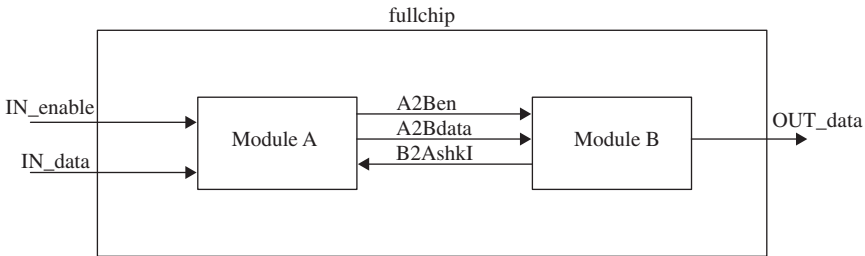 fullchip
IN_enable
IN_data
Module A
A2Ben
A2Bdata
B2AshkI
Module B
OUT_data